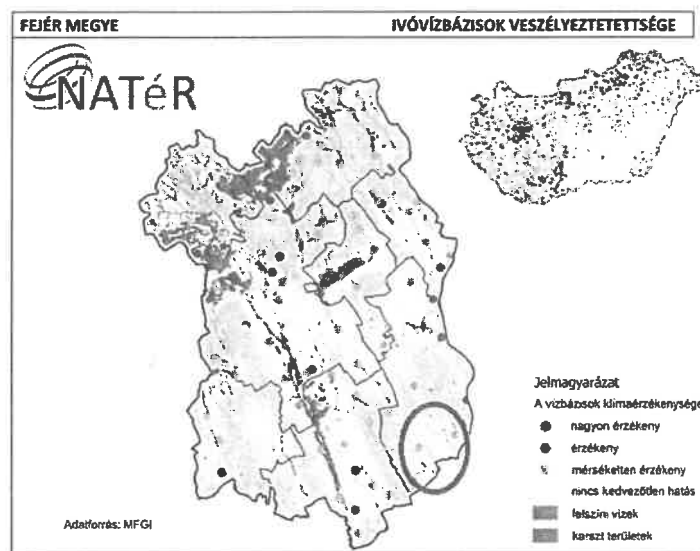 FEJÉR MEGYE
IVÓVÍZBÁZISOK VESZÉLYEZTETETTSÉGE
NATéR
Jelmagyarázat
A vízbázisok klímaérzékenysége
nagyon érzékeny
érzékeny
mérsékelten érzékeny
nincs kedvezőtlen hatás
felszíni vizek
karszt területek
Adatforrás: MFGI